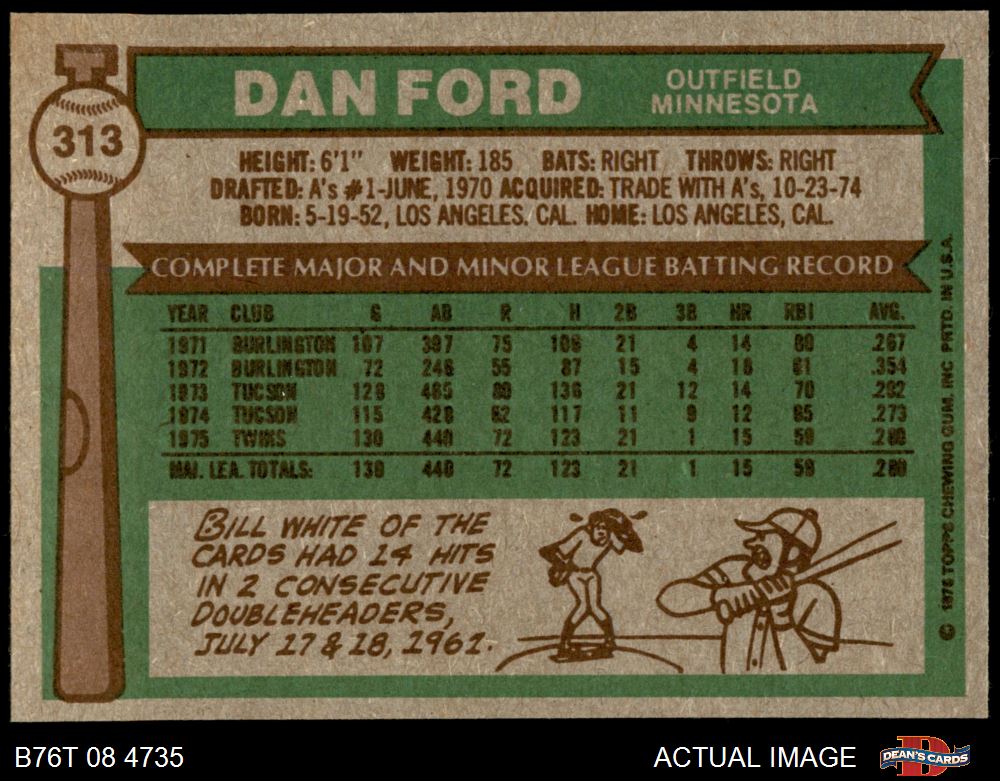 313
DAN FORD
OUTFIELD
MINNESOTA
HEIGHT: 6'1" WEIGHT: 185 BATS: RIGHT THROWS: RIGHT
DRAFTED: A's #1-JUNE, 1970 ACQUIRED: TRADE WITH A's, 10-23-74
BORN: 5-19-52, LOS ANGELES, CAL. HOME: LOS ANGELES, CAL.
COMPLETE MAJOR AND MINOR LEAGUE BATTING RECORD
YEAR CLUB G AB R H 2B 3B HR RBI AVG.
1971 BURLINGTON 107 397 75 106 21 4 14 80 .267
1972 BURLINGTON 72 246 55 87 15 4 18 61 .354
1973 TUCSON 128 465 80 136 21 12 14 70 .292
1974 TUCSON 115 428 62 117 11 9 12 65 .273
1975 TWINS 130 440 72 123 21 1 15 59 .280
MAJ. LEA. TOTALS: 130 440 72 123 21 1 15 59 .280
BILL WHITE OF THE
CARDS HAD 14 HITS
IN 2 CONSECUTIVE
DOUBLEHEADERS,
JULY 17 & 18, 1961.
© 1976 TOPPS CHEWING GUM, INC PRTD. IN U.S.A.
B76T 08 4735
ACTUAL IMAGE
DEAN'S CARDS